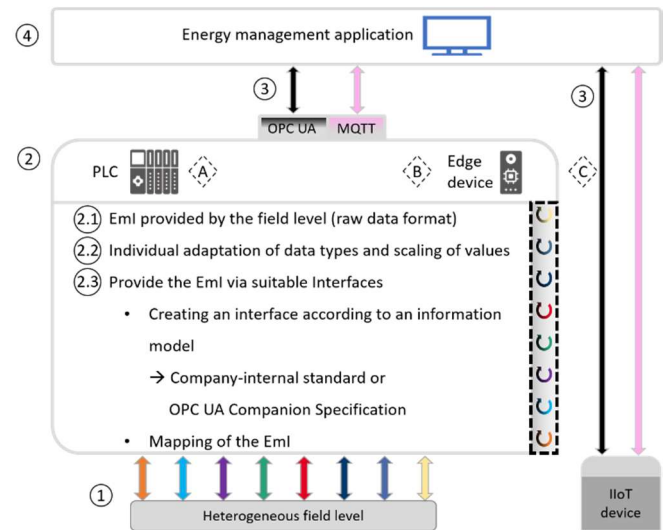 4
Energy management application
3
3
OPC UA
MQTT
2
PLC
A
B
Edge
device
C
2.1 EmI provided by the field level (raw data format)
2.2 Individual adaptation of data types and scaling of values
2.3 Provide the EmI via suitable Interfaces
• Creating an interface according to an information
model
→ Company-internal standard or
OPC UA Companion Specification
• Mapping of the EmI
1
Heterogeneous field level
IIoT
device